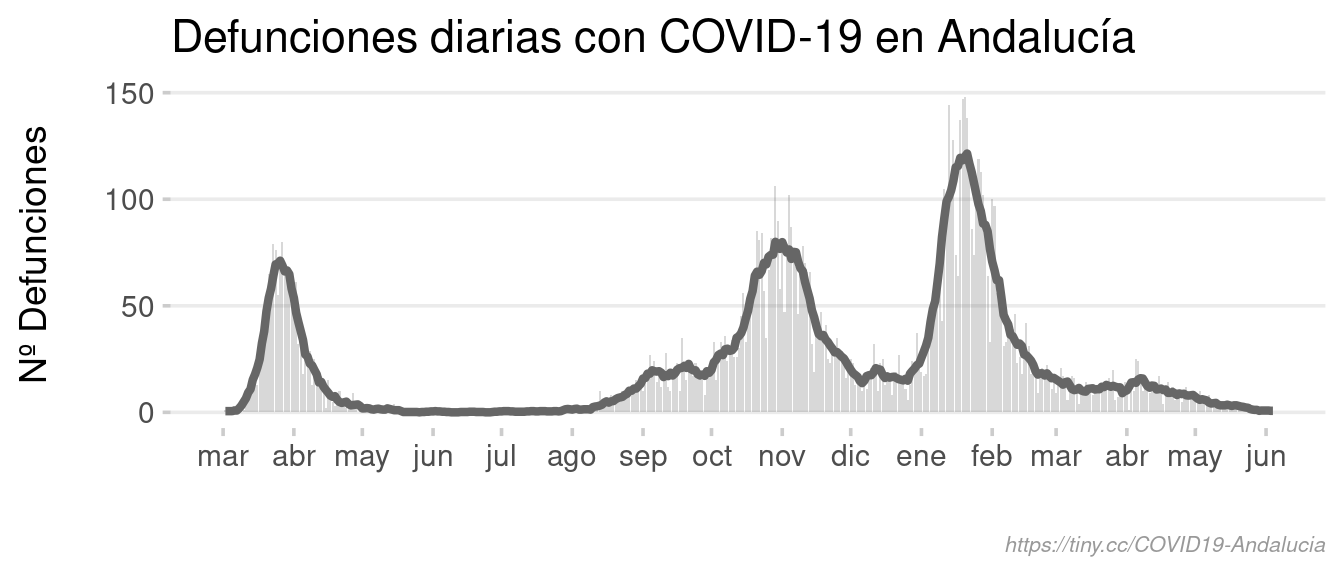 Defunciones diarias con COVID-19 en Andalucía
Nº Defunciones
150
100
50
0
mar abr may jun jul ago sep oct nov dic ene feb mar abr may jun
https://tiny.cc/COVID19-Andalucia